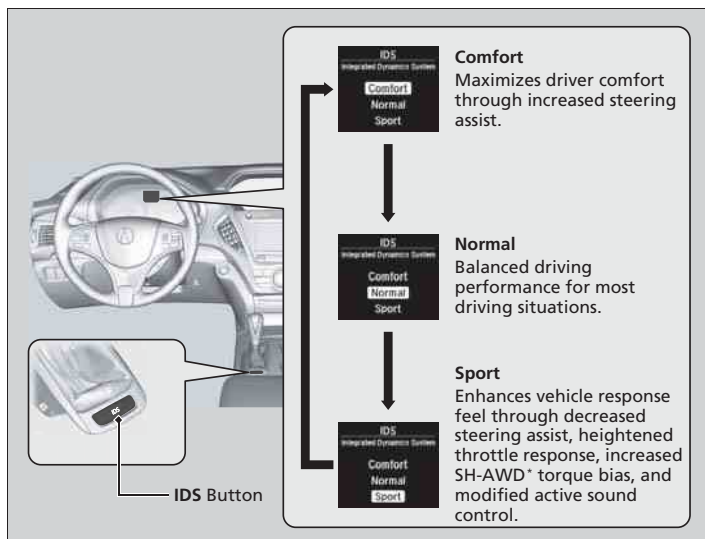 IDS
Integrated Dynamics System
Comfort
Normal
Sport
Comfort
Maximizes driver comfort
through increased steering
assist.
IDS
Integrated Dynamics System
Comfort
Normal
Sport
Normal
Balanced driving
performance for most
driving situations.
IDS
Integrated Dynamics System
Comfort
Normal
Sport
Sport
Enhances vehicle response
feel through decreased
steering assist, heightened
throttle response, increased
SH-AWD* torque bias, and
modified active sound
control.
IDS
IDS Button